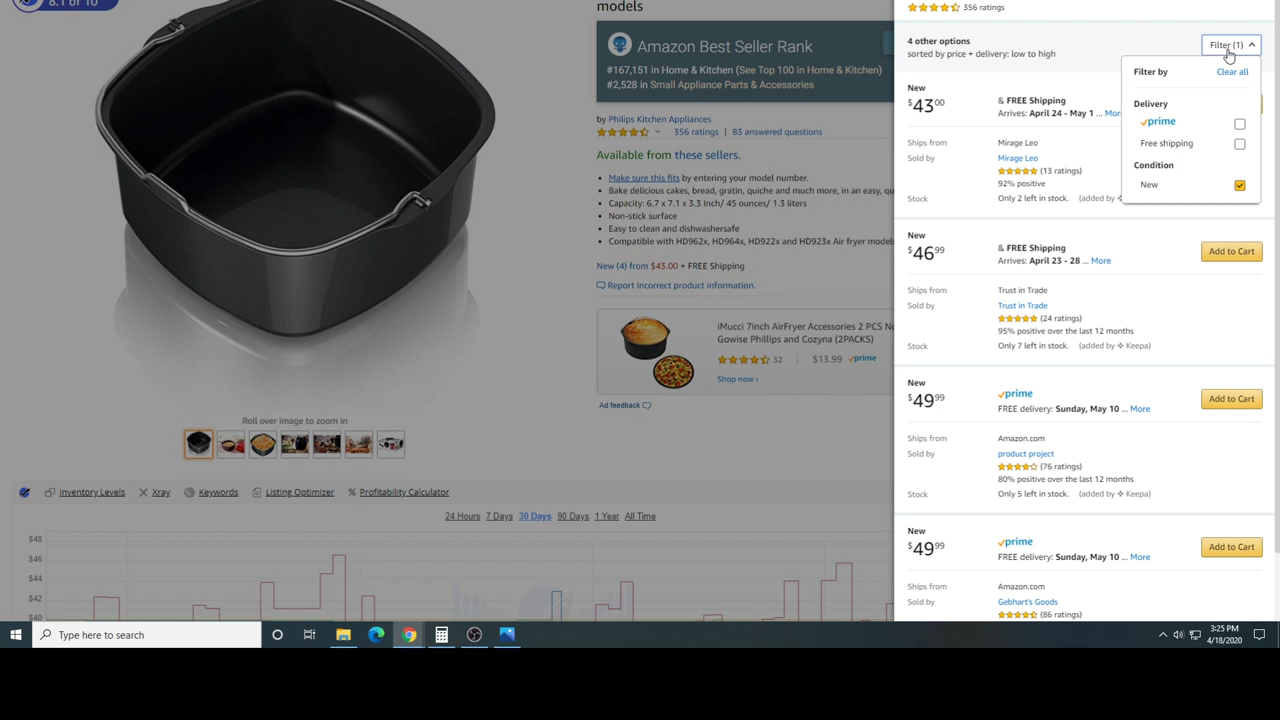 8.1 of 10
models
Amazon Best Seller Rank
#167,151 in Home & Kitchen (See Top 100 in Home & Kitchen)
#2,528 in Small Appliance Parts & Accessories
by Philips Kitchen Appliances
356 ratings | 83 answered questions
Available from these sellers.
• Make sure this fits by entering your model number.
• Bake delicious cakes, bread, gratin, quiche and much more, in an easy, qu
• Capacity: 6.7 x 7.1 x 3.3 Inch/ 45 ounces/ 1.3 liters
• Non-stick surface
• Easy to clean and dishwashersafe
• Compatible with HD962x, HD964x, HD922x and HD923x Air fryer models
New (4) from $43.00 + FREE Shipping
Report incorrect product information.
iMucci 7inch AirFryer Accessories 2 PCS No
Gowise Phillips and Cozyna (2PACKS)
32 | $13.99 prime
Shop now ›
Ad feedback
Roll over image to zoom in
Inventory Levels Xray Keywords Listing Optimizer % Profitability Calculator
24 Hours 7 Days 30 Days 90 Days 1 Year All Time
$48
$46
$44
$42
$40
356 ratings
4 other options
sorted by price + delivery: low to high
Filter (1)
Filter by Clear all
Delivery
prime
Free shipping
Condition
New
New
$43 00
& FREE Shipping
Arrives: April 24 - May 1 ... Mor
Ships from Mirage Leo
Sold by Mirage Leo
(13 ratings)
92% positive
Stock Only 2 left in stock. (added by
New
$46 99
& FREE Shipping
Arrives: April 23 - 28 ... More
Add to Cart
Ships from Trust in Trade
Sold by Trust in Trade
(24 ratings)
95% positive over the last 12 months
Stock Only 7 left in stock. (added by Keepa)
New
$49 99
prime
FREE delivery: Sunday, May 10 ... More
Add to Cart
Ships from Amazon.com
Sold by product project
(76 ratings)
80% positive over the last 12 months
Stock Only 5 left in stock. (added by Keepa)
New
$49 99
prime
FREE delivery: Sunday, May 10 ... More
Add to Cart
Ships from Amazon.com
Sold by Gebhart's Goods
(86 ratings)
Type here to search
3:25 PM
4/18/2020